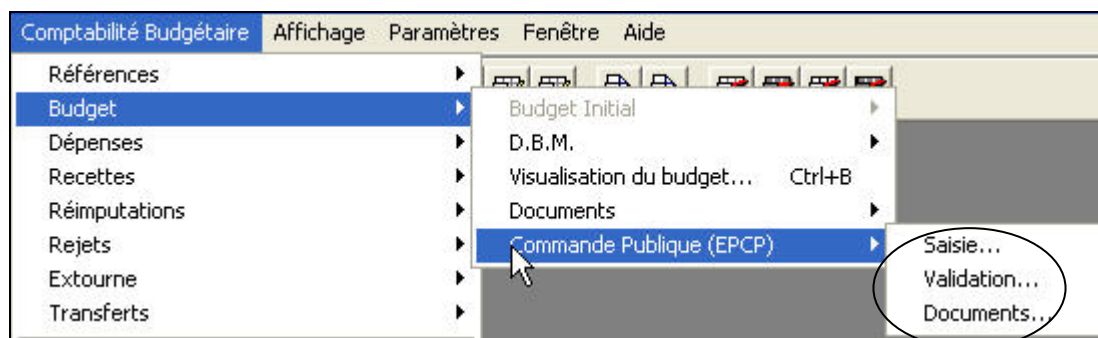 Comptabilité Budgétaire Affichage Paramètres Fenêtre Aide
Références
Budget
Dépenses
Recettes
Réimputations
Rejets
Extourne
Transferts
Budget Initial
D.B.M.
Visualisation du budget... Ctrl+B
Documents
Commande Publique (EPCP)
Saisie...
Validation...
Documents...